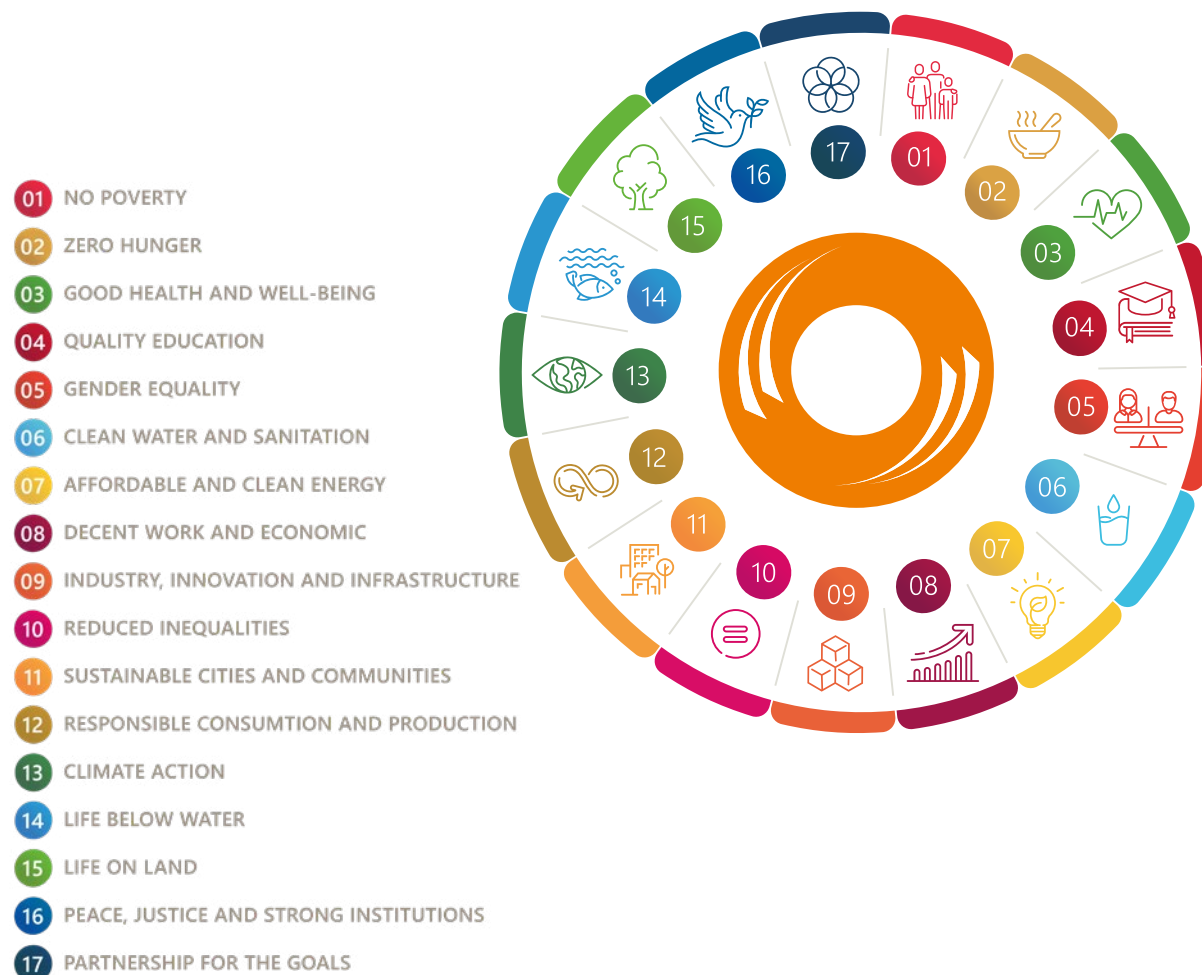 01 NO POVERTY
02 ZERO HUNGER
03 GOOD HEALTH AND WELL-BEING
04 QUALITY EDUCATION
05 GENDER EQUALITY
06 CLEAN WATER AND SANITATION
07 AFFORDABLE AND CLEAN ENERGY
08 DECENT WORK AND ECONOMIC
09 INDUSTRY, INNOVATION AND INFRASTRUCTURE
10 REDUCED INEQUALITIES
11 SUSTAINABLE CITIES AND COMMUNITIES
12 RESPONSIBLE CONSUMTION AND PRODUCTION
13 CLIMATE ACTION
14 LIFE BELOW WATER
15 LIFE ON LAND
16 PEACE, JUSTICE AND STRONG INSTITUTIONS
17 PARTNERSHIP FOR THE GOALS
01
02
03
04
05
06
07
08
09
10
11
12
13
14
15
16
17